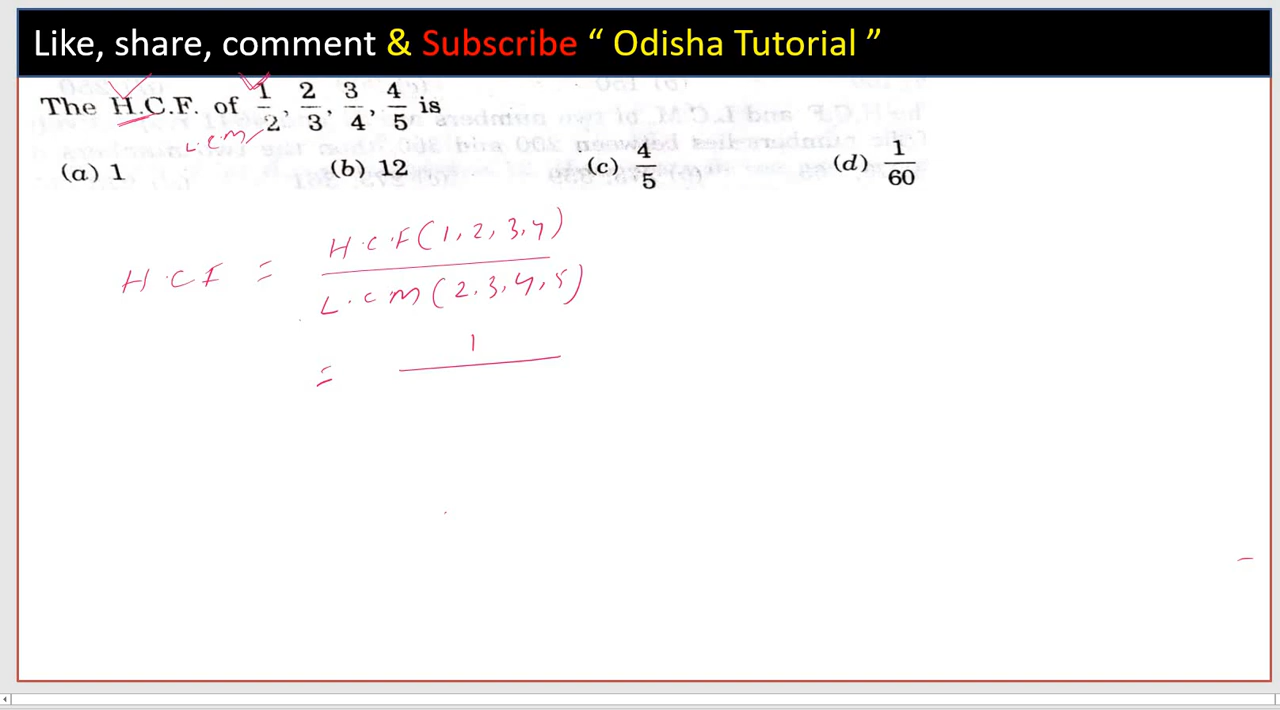 Like, share, comment & Subscribe “ Odisha Tutorial ”
The H.C.F. of 1/2, 2/3, 3/4, 4/5 is
L.C.M
(a) 1 (b) 12 (c) 4/5 (d) 1/60
H.C.F = H.C.F(1, 2, 3, 4) / L.C.M(2, 3, 4, 5)
= 1